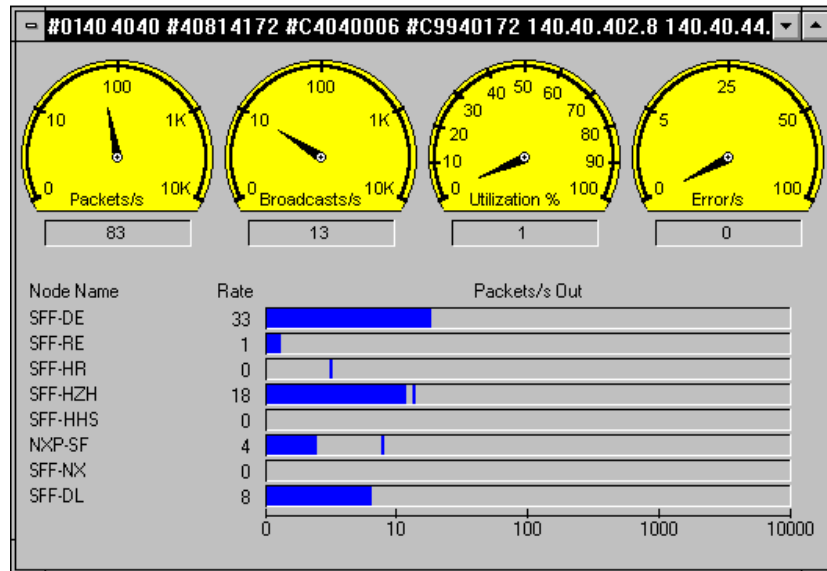 #0140 4040 #40814172 #C4040006 #C9940172 140.40.402.8 140.40.44.
0 10 100 1K 10K
Packets/s
83
0 10 100 1K 10K
Broadcasts/s
13
0 10 20 30 40 50 60 70 80 90 100
Utilization %
1
0 5 25 50 100
Error/s
0
Node Name Rate Packets/s Out
SFF-DE 33
SFF-RE 1
SFF-HR 0
SFF-HZH 18
SFF-HHS 0
NXP-SF 4
SFF-NX 0
SFF-DL 8
0 10 100 1000 10000